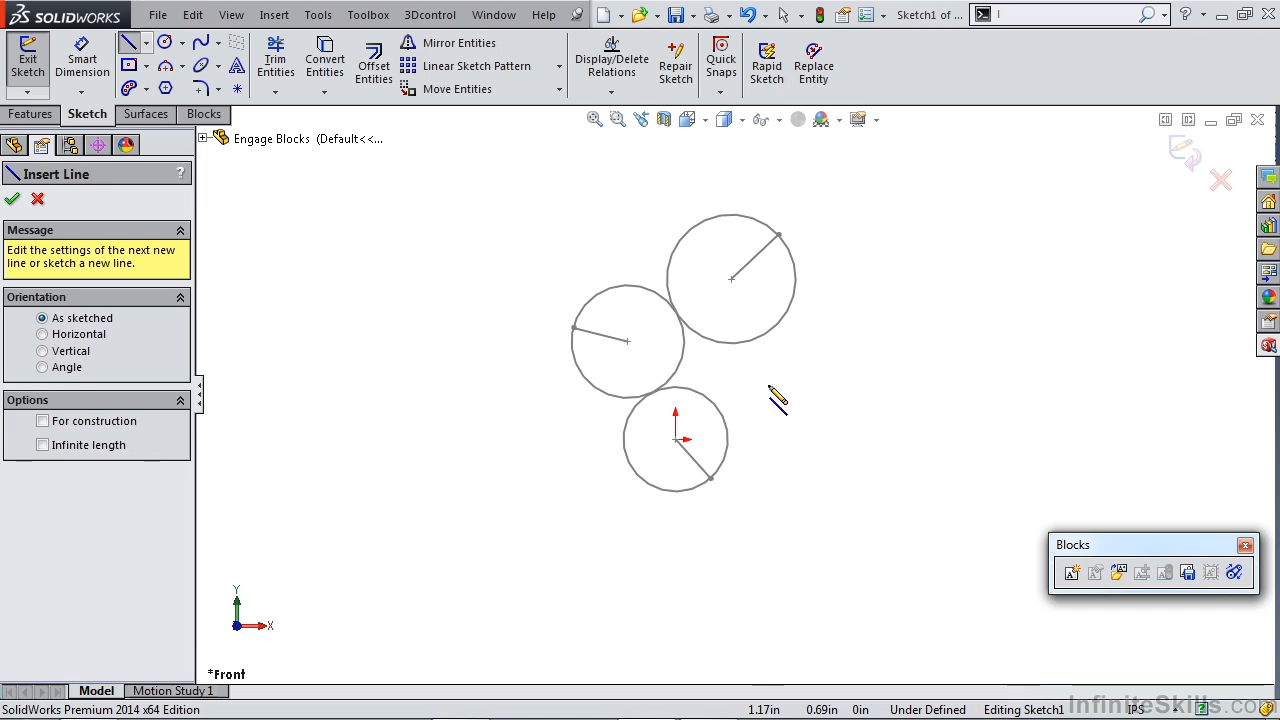 SOLIDWORKS File Edit View Insert Tools Toolbox 3Dcontrol Window Help Sketch1 of ... l
Exit Sketch Smart Dimension Trim Entities Convert Entities Offset Entities Mirror Entities Linear Sketch Pattern Move Entities Display/Delete Relations Repair Sketch Quick Snaps Rapid Sketch Replace Entity
Features Sketch Surfaces Blocks
Engage Blocks (Default<<...
Insert Line ?
Message
Edit the settings of the next new
line or sketch a new line.
Orientation
As sketched
Horizontal
Vertical
Angle
Options
For construction
Infinite length
Blocks
Y
X
*Front
Model Motion Study 1
SolidWorks Premium 2014 x64 Edition 1.17in 0.69in 0in Under Defined Editing Sketch1 IPS
InfiniteSkills.com